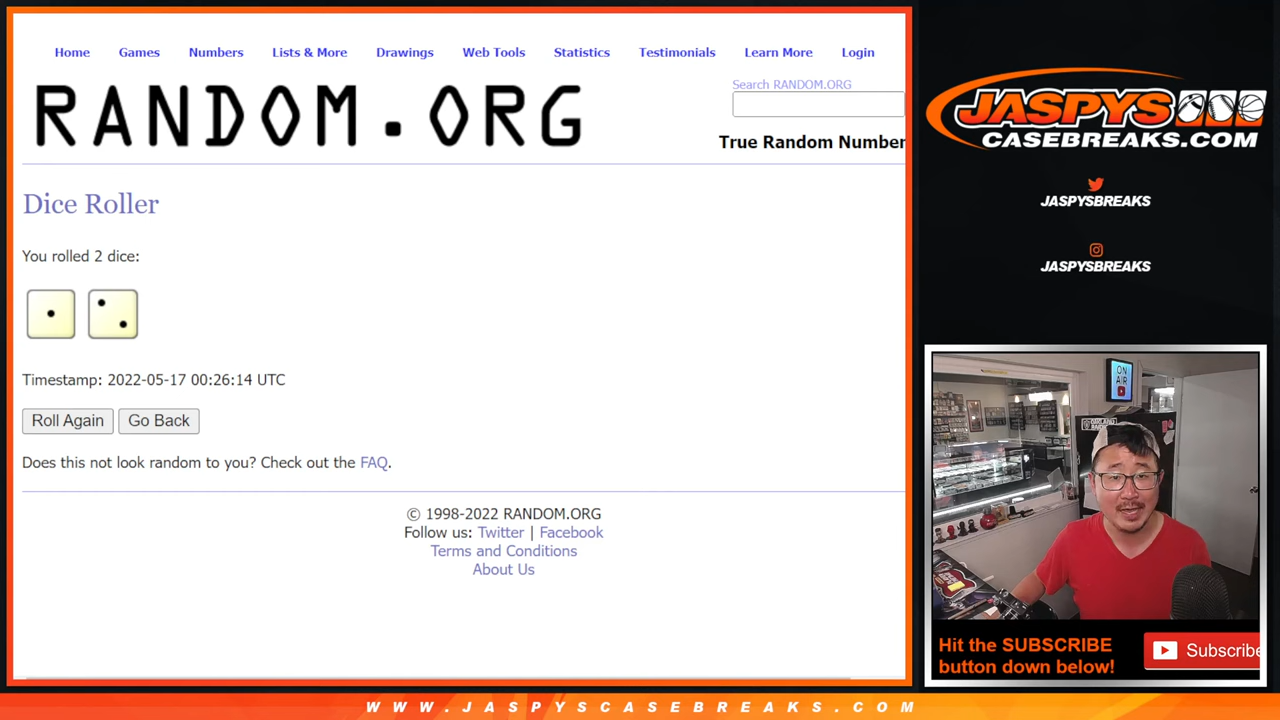 Home Games Numbers Lists & More Drawings Web Tools Statistics Testimonials Learn More Login
Search RANDOM.ORG
RANDOM.ORG
True Random Number
Dice Roller
You rolled 2 dice:
Timestamp: 2022-05-17 00:26:14 UTC
Roll Again Go Back
Does this not look random to you? Check out the FAQ.
© 1998-2022 RANDOM.ORG
Follow us: Twitter | Facebook
Terms and Conditions
About Us
JASPYS
CASEBREAKS.COM
JASPYSBREAKS
JASPYSBREAKS
ON
AIR
Hit the SUBSCRIBE
button down below!
Subscribe
WWW.JASPYSCASEBREAKS.COM